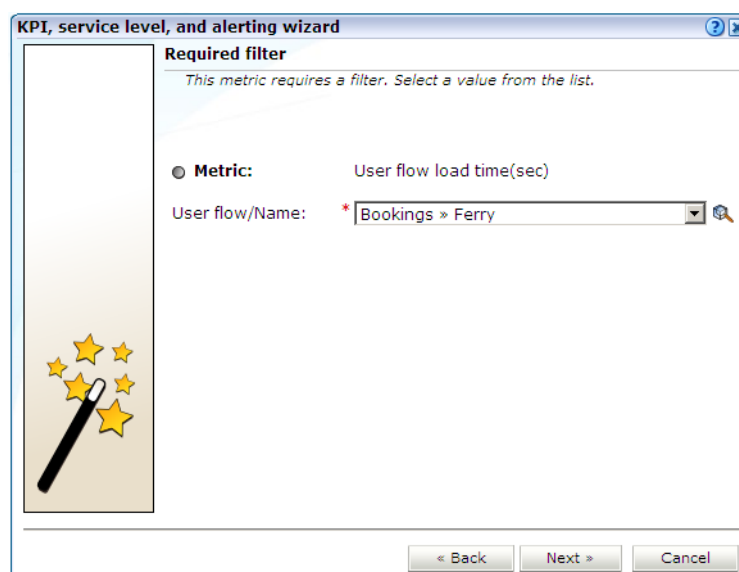 KPI, service level, and alerting wizard
Required filter
This metric requires a filter. Select a value from the list.
Metric: User flow load time(sec)
User flow/Name: * Bookings » Ferry
« Back Next » Cancel